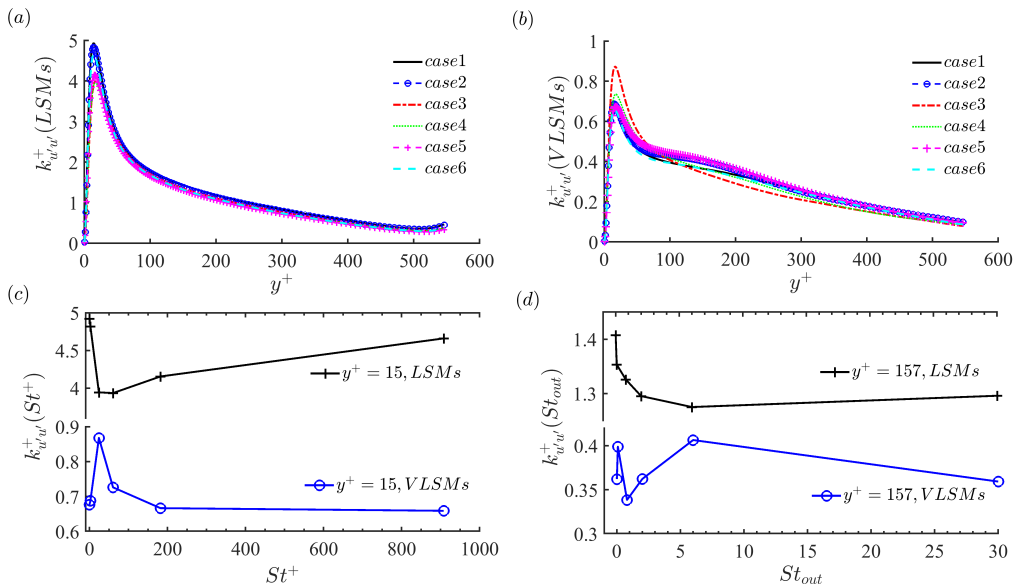 (a)
k⁺u′u′(LSMs)
5
4
3
2
1
0
0 100 200 300 400 500 600
y⁺
case1
case2
case3
case4
case5
case6
(b)
k⁺u′u′(VLSMs)
1
0.8
0.6
0.4
0.2
0
0 100 200 300 400 500 600
y⁺
case1
case2
case3
case4
case5
case6
(c)
k⁺u′u′(St⁺)
5
4.5
4
y⁺ = 15, LSMs
0.9
0.8
0.7
0.6
y⁺ = 15, VLSMs
0 200 400 600 800 1000
St⁺
(d)
k⁺u′u′(Stout)
1.4
1.3
y⁺ = 157, LSMs
0.4
0.35
0.3
y⁺ = 157, VLSMs
0 5 10 15 20 25 30
Stout